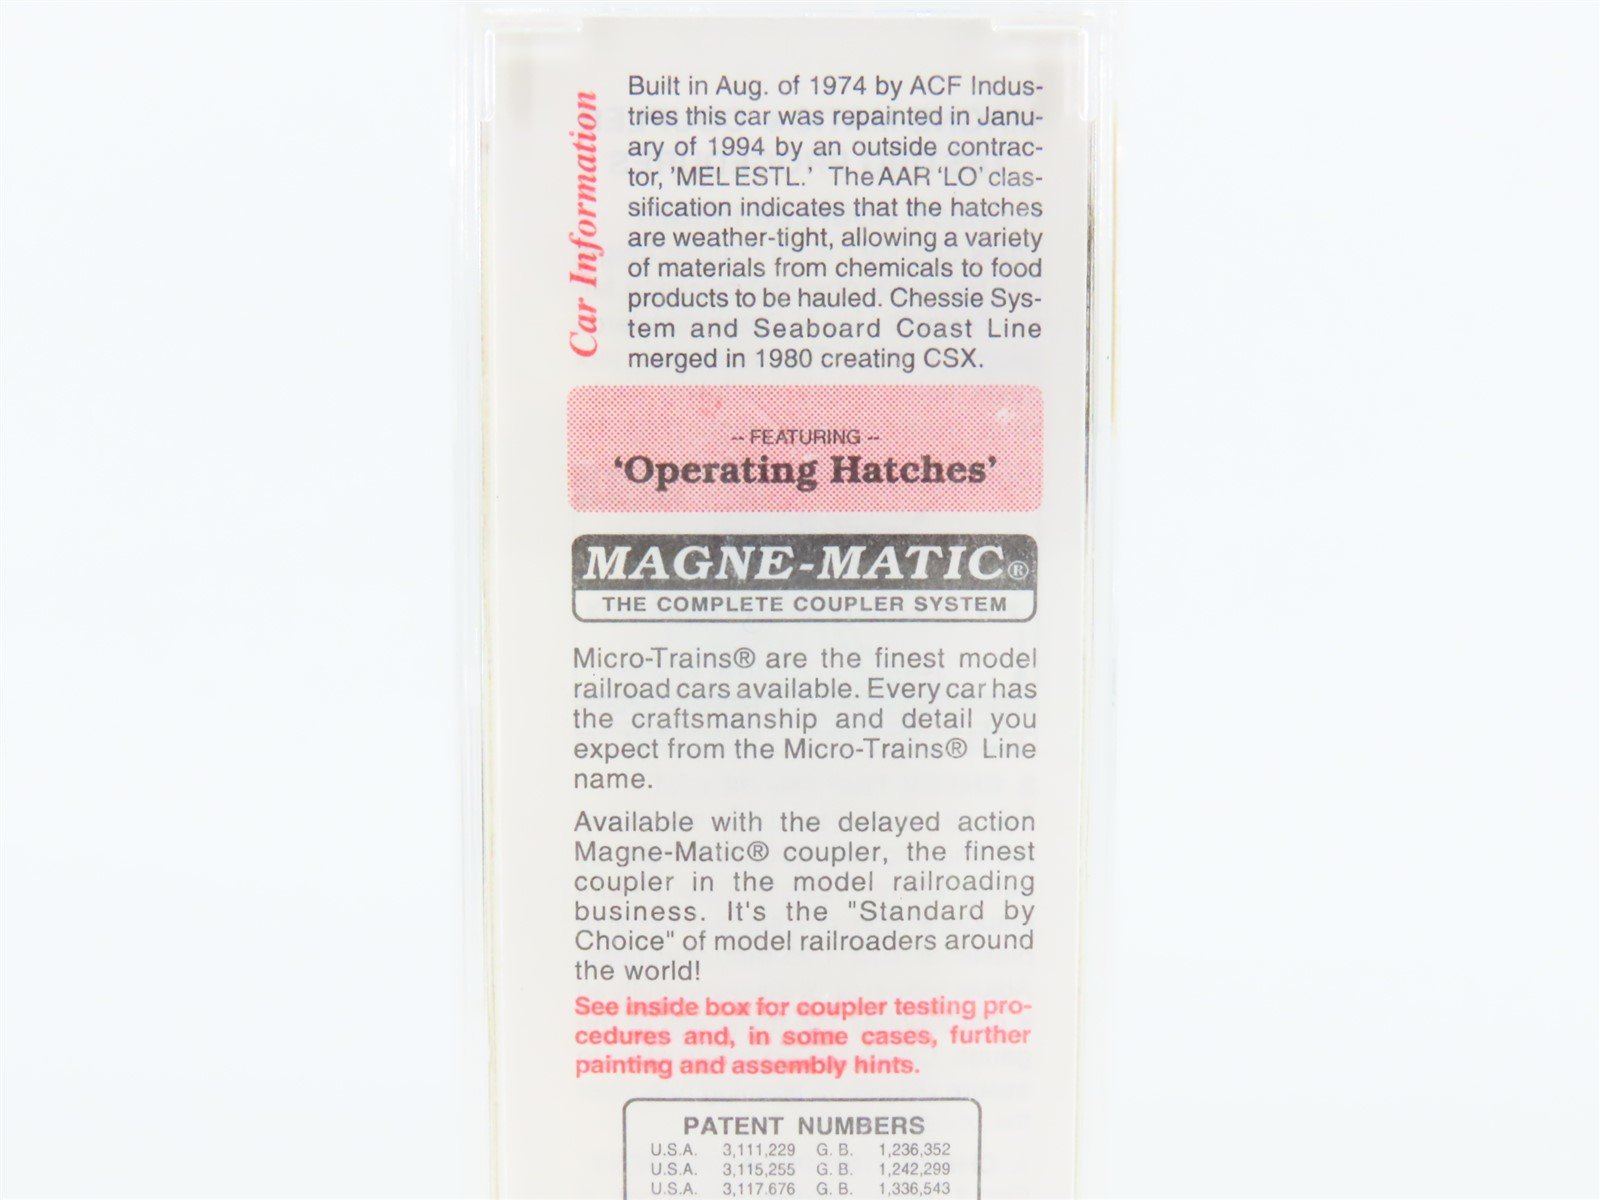 Car Information
Built in Aug. of 1974 by ACF Indus-
tries this car was repainted in Janu-
ary of 1994 by an outside contrac-
tor, 'MEL ESTL.' The AAR 'LO' clas-
sification indicates that the hatches
are weather-tight, allowing a variety
of materials from chemicals to food
products to be hauled. Chessie Sys-
tem and Seaboard Coast Line
merged in 1980 creating CSX.
-- FEATURING --
'Operating Hatches'
MAGNE-MATIC®
THE COMPLETE COUPLER SYSTEM
Micro-Trains® are the finest model
railroad cars available. Every car has
the craftsmanship and detail you
expect from the Micro-Trains® Line
name.
Available with the delayed action
Magne-Matic® coupler, the finest
coupler in the model railroading
business. It's the "Standard by
Choice" of model railroaders around
the world!
See inside box for coupler testing pro-
cedures and, in some cases, further
painting and assembly hints.
PATENT NUMBERS
U.S.A. 3,111,229 G. B. 1,236,352
U.S.A. 3,115,255 G. B. 1,242,299
U.S.A. 3,117.676 G. B. 1,336,543